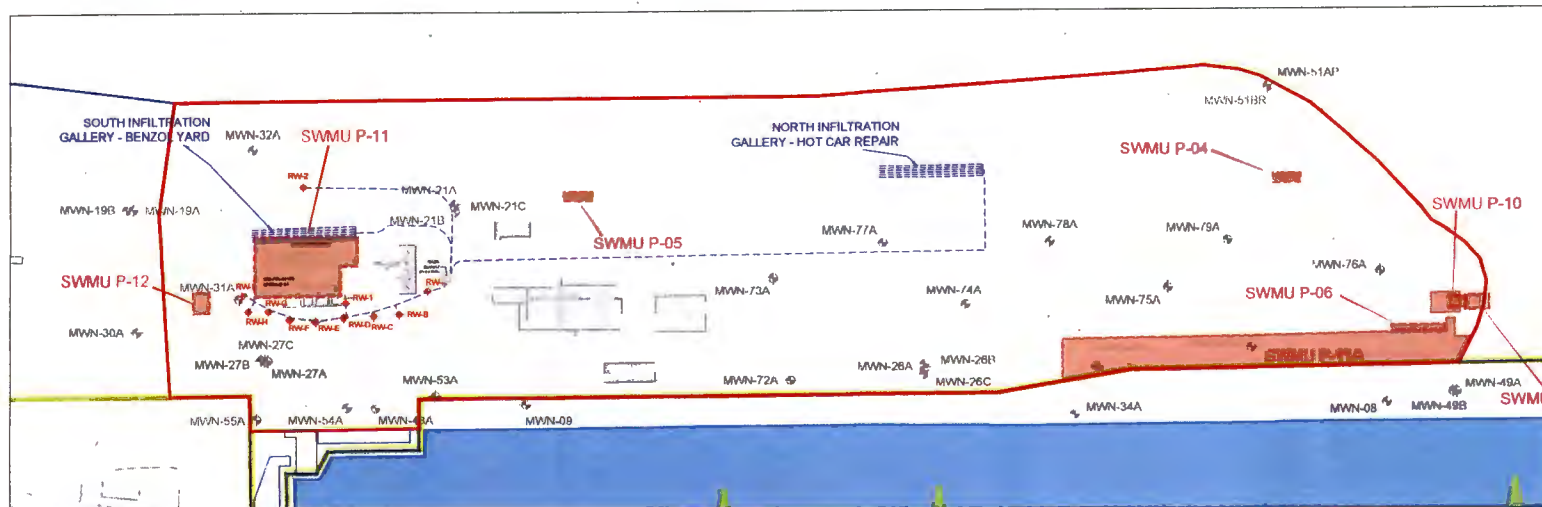 MWN-51AP
MWN-51BR
SOUTH INFILTRATION
GALLERY - BENZOL YARD
MWN-32A
SWMU P-11
NORTH INFILTRATION
GALLERY - HOT CAR REPAIR
SWMU P-04
RW-2
MWN-21A
MWN-19B
MWN-19A
MWN-21B
MWN-21C
SWMU P-05
MWN-77A
MWN-78A
MWN-79A
SWMU P-10
SWMU P-12
MWN-31A
MWN-73A
MWN-74A
MWN-75A
MWN-76A
SWMU P-06
RW-1
RW-H
RW-F
RW-E
RW-D
RW-C
RW-B
MWN-30A
MWN-27C
MWN-27B
MWN-27A
MWN-53A
MWN-72A
MWN-26A
MWN-26B
MWN-26C
SWMU P-11A
MWN-49A
MWN-49B
SWMU
MWN-55A
MWN-54A
MWN-48A
MWN-09
MWN-34A
MWN-08